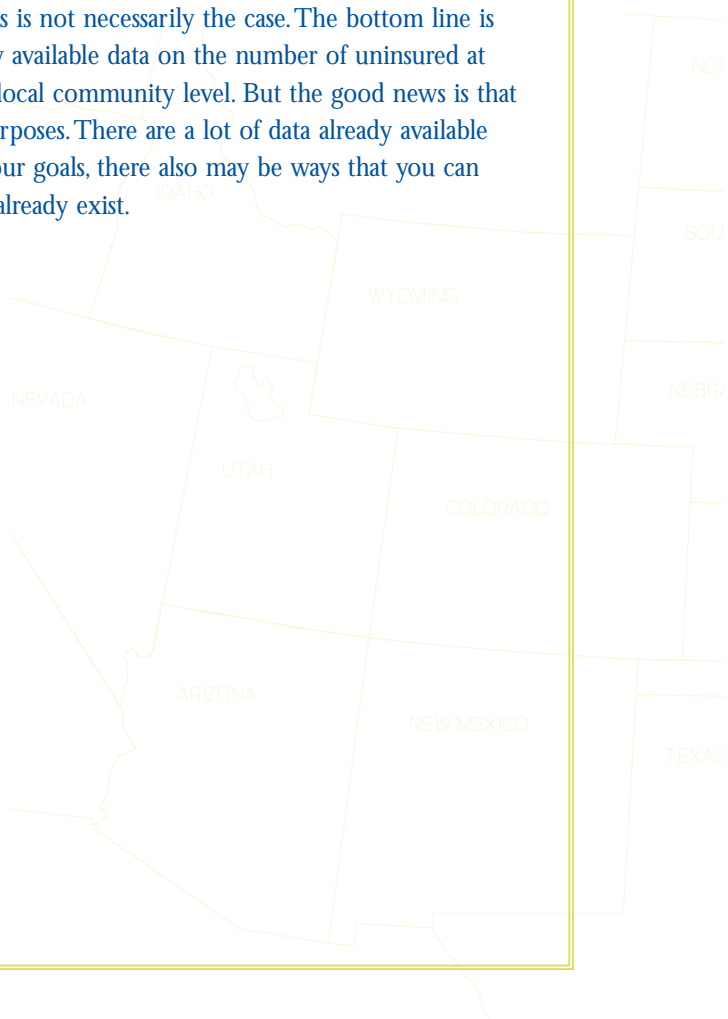 s is not necessarily the case. The bottom line is
available data on the number of uninsured at
local community level. But the good news is that
rposes. There are a lot of data already available
our goals, there also may be ways that you can
already exist.
NOR
IDAHO
SOU
WYOMING
NEBRA
NEVADA
UTAH
COLORADO
ARIZONA
NEW MEXICO
TEXAS